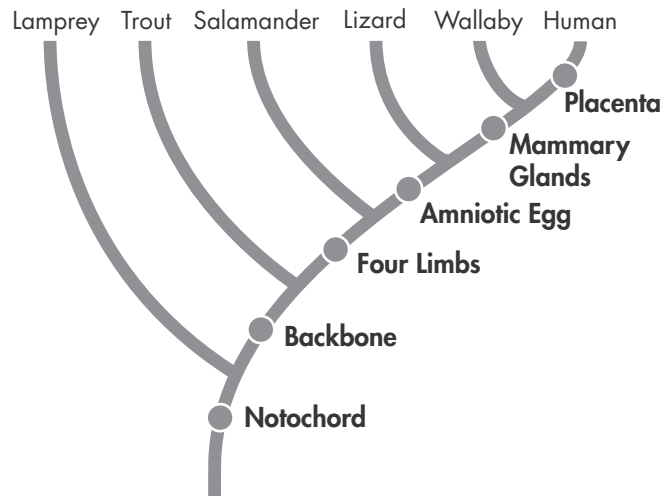 Lamprey Trout Salamander Lizard Wallaby Human
Placenta
Mammary
Glands
Amniotic Egg
Four Limbs
Backbone
Notochord